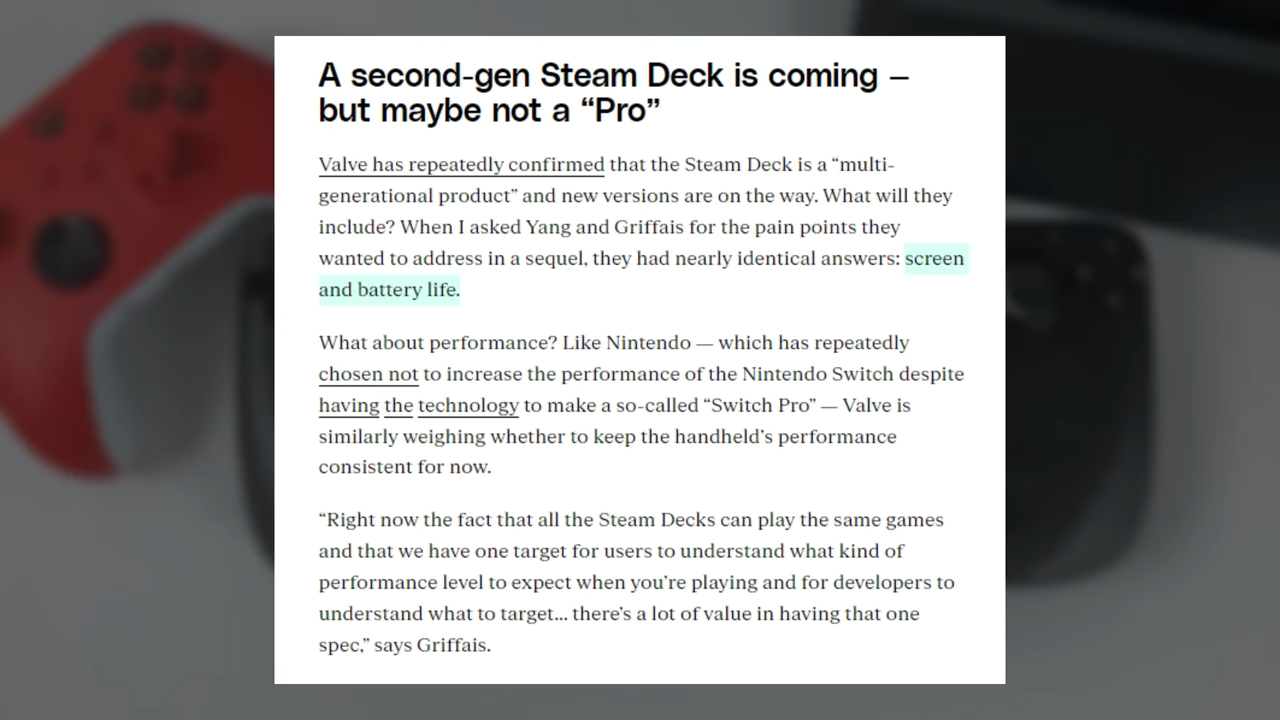 A second-gen Steam Deck is coming —
but maybe not a “Pro”
Valve has repeatedly confirmed that the Steam Deck is a “multi-
generational product” and new versions are on the way. What will they
include? When I asked Yang and Griffais for the pain points they
wanted to address in a sequel, they had nearly identical answers: screen
and battery life.
What about performance? Like Nintendo — which has repeatedly
chosen not to increase the performance of the Nintendo Switch despite
having the technology to make a so-called “Switch Pro” — Valve is
similarly weighing whether to keep the handheld’s performance
consistent for now.
“Right now the fact that all the Steam Decks can play the same games
and that we have one target for users to understand what kind of
performance level to expect when you’re playing and for developers to
understand what to target... there’s a lot of value in having that one
spec,” says Griffais.